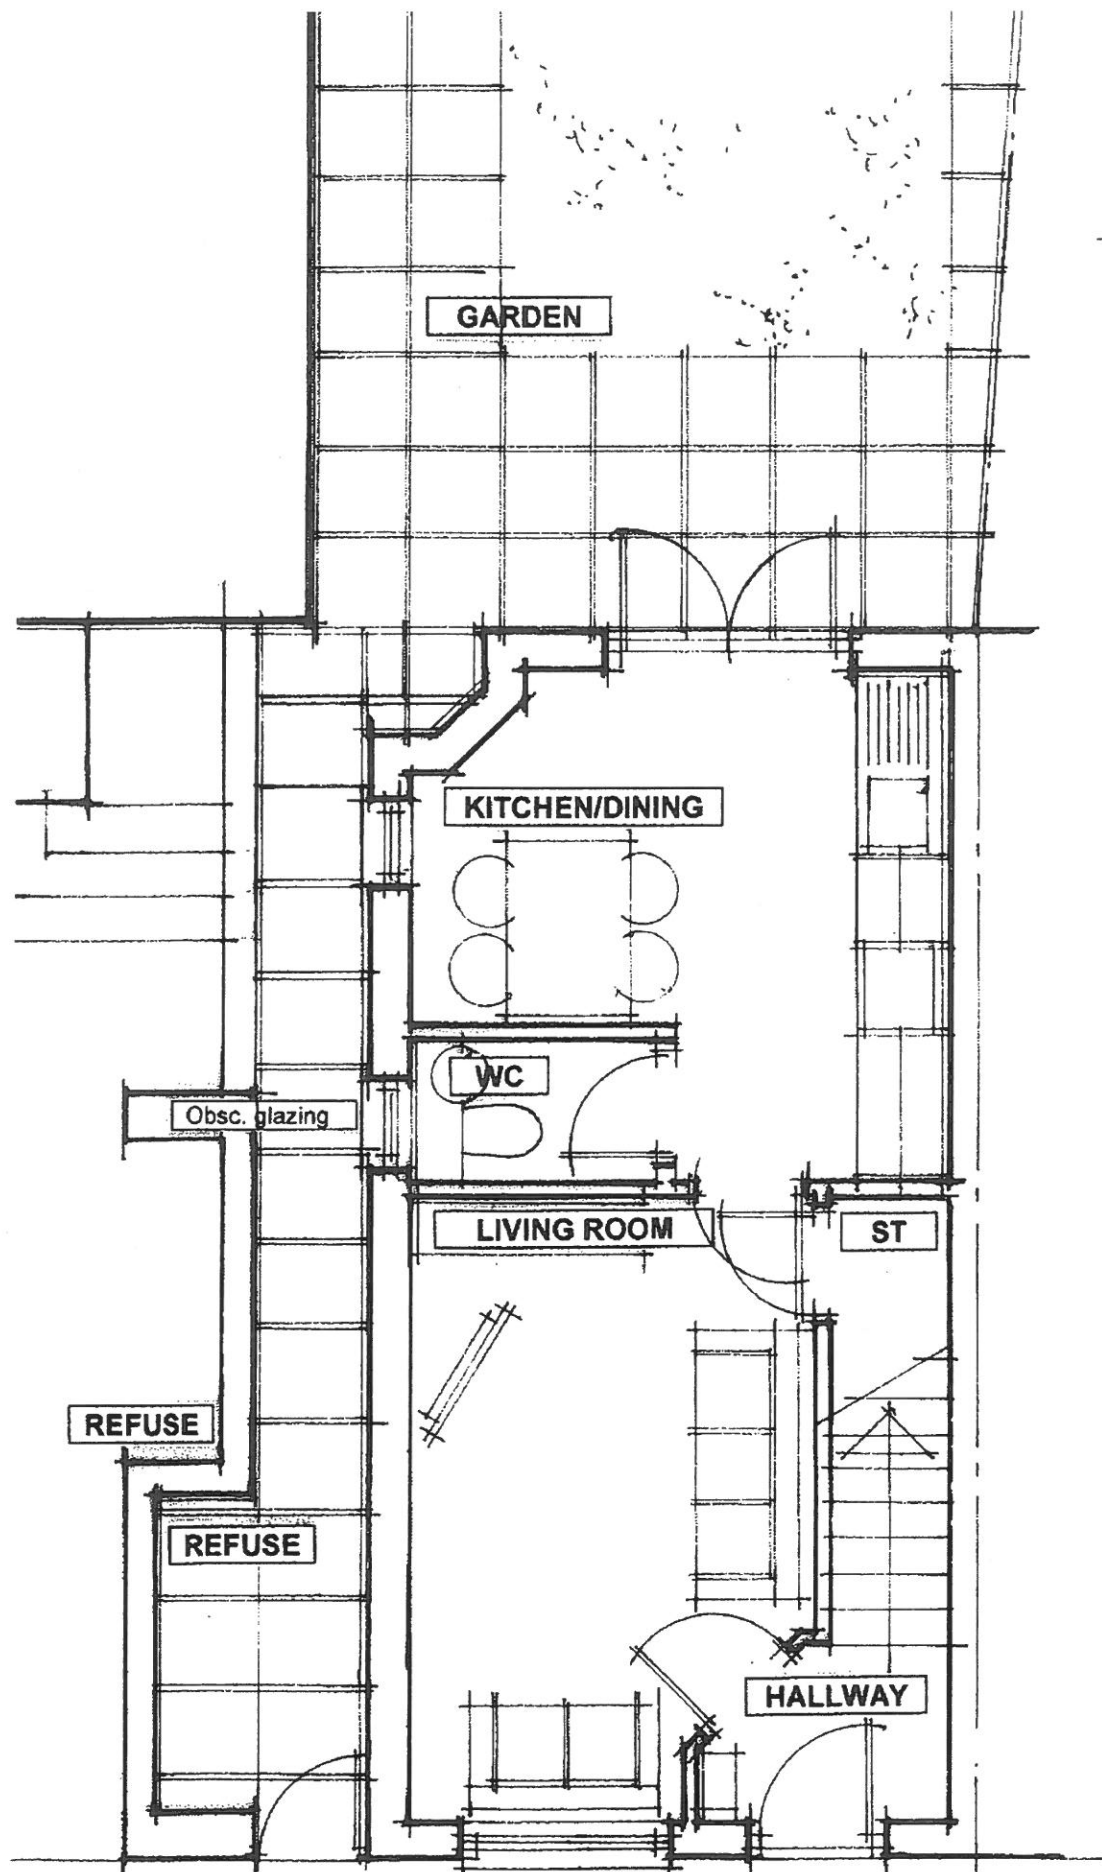 GARDEN
KITCHEN/DINING
WC
Obsc. glazing
LIVING ROOM
ST
REFUSE
REFUSE
HALLWAY